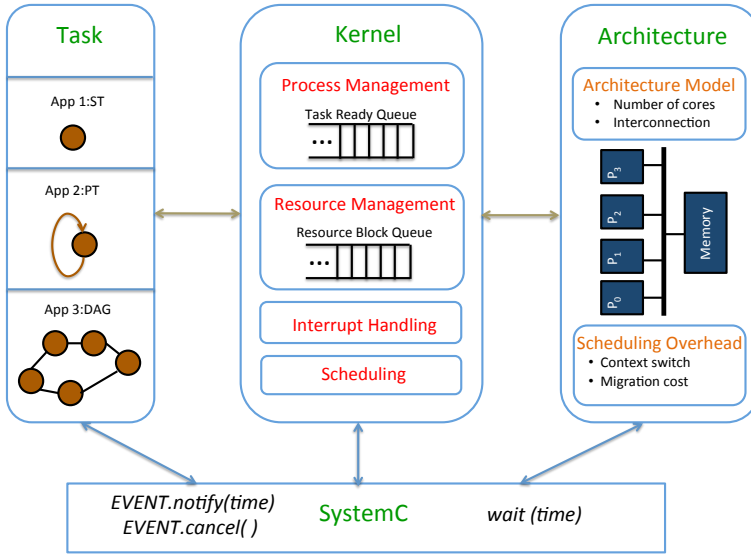 Task
App 1:ST
App 2:PT
App 3:DAG
Kernel
Process Management
Task Ready Queue
...
Resource Management
Resource Block Queue
...
Interrupt Handling
Scheduling
Architecture
Architecture Model
• Number of cores
• Interconnection
P3
P2
P1
P0
Memory
Scheduling Overhead
• Context switch
• Migration cost
EVENT.notify(time)
EVENT.cancel( )
SystemC
wait (time)